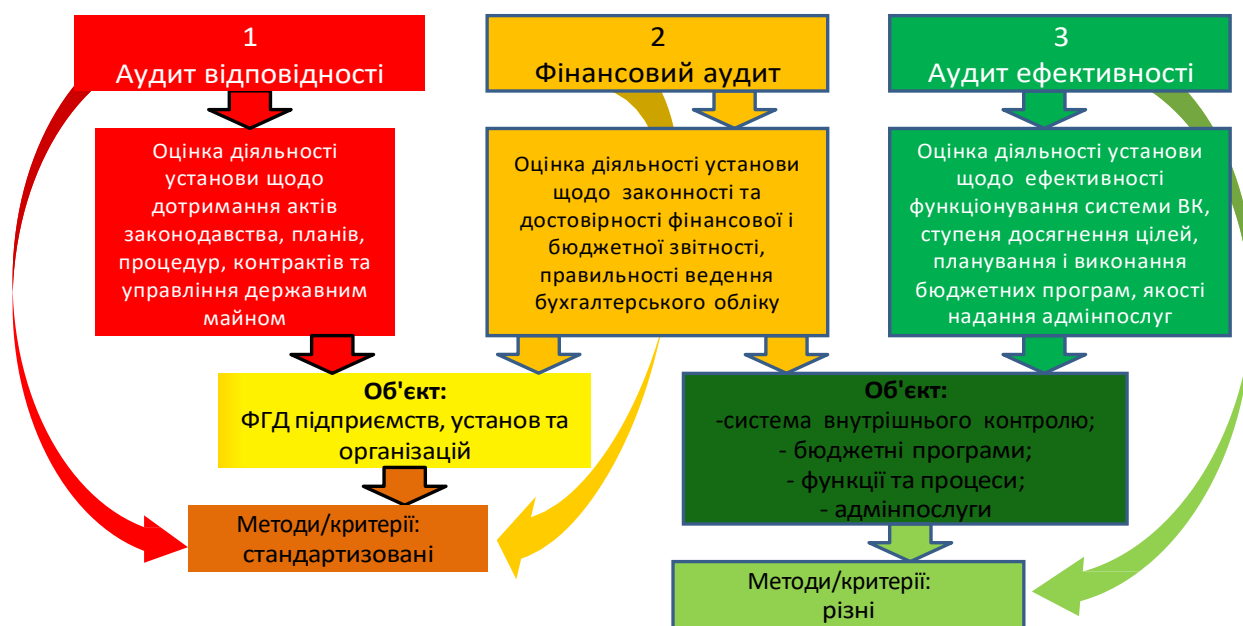 1
Аудит відповідності
2
Фінансовий аудит
3
Аудит ефективності
Оцінка діяльності
установи щодо
дотримання актів
законодавства, планів,
процедур, контрактів та
управління державним
майном
Оцінка діяльності установи
щодо законності та
достовірності фінансової і
бюджетної звітності,
правильності ведення
бухгалтерського обліку
Оцінка діяльності установи
щодо ефективності
функціонування системи ВК,
ступеня досягнення цілей,
планування і виконання
бюджетних програм, якості
надання адмінпослуг
Об'єкт:
ФГД підприємств, установ та
організацій
Об'єкт:
-система внутрішнього контролю;
- бюджетні програми;
- функції та процеси;
- адмінпослуги
Методи/критерії:
стандартизовані
Методи/критерії:
різні